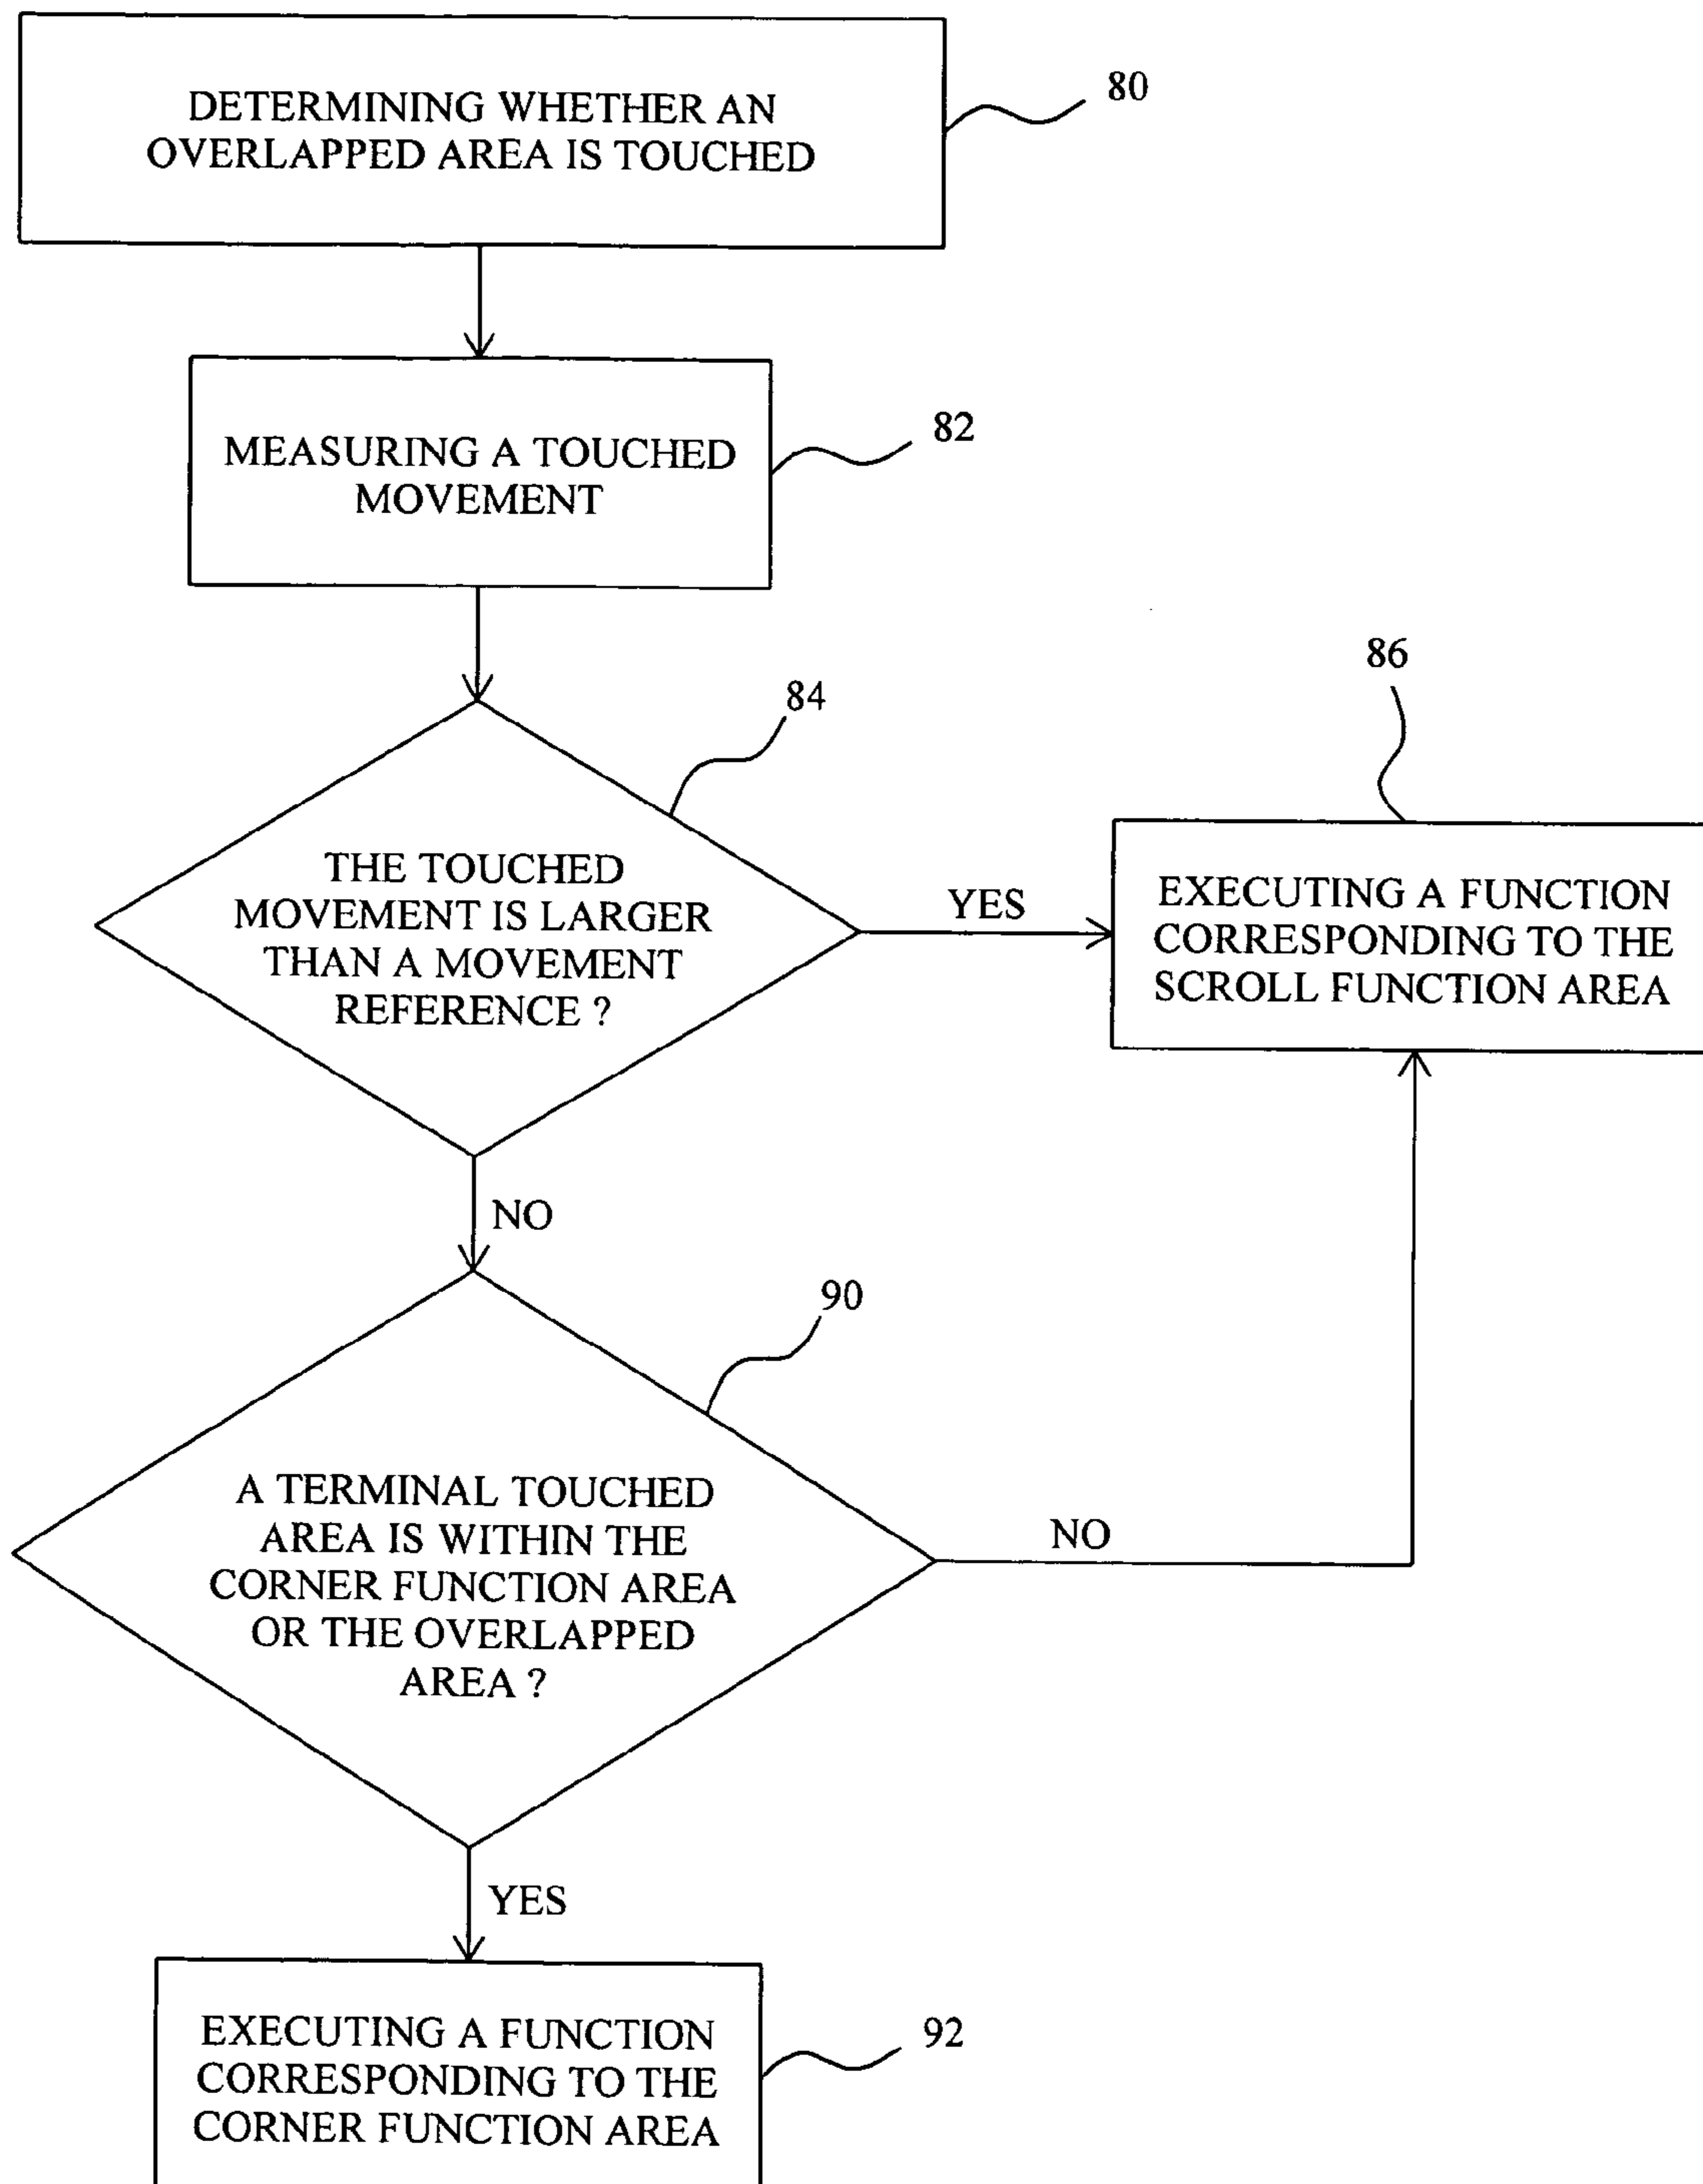 DETERMINING WHETHER AN
OVERLAPPED AREA IS TOUCHED
80
MEASURING A TOUCHED
MOVEMENT
82
84
THE TOUCHED
MOVEMENT IS LARGER
THAN A MOVEMENT
REFERENCE ?
YES
86
EXECUTING A FUNCTION
CORRESPONDING TO THE
SCROLL FUNCTION AREA
NO
90
A TERMINAL TOUCHED
AREA IS WITHIN THE
CORNER FUNCTION AREA
OR THE OVERLAPPED
AREA ?
NO
YES
EXECUTING A FUNCTION
CORRESPONDING TO THE
CORNER FUNCTION AREA
92